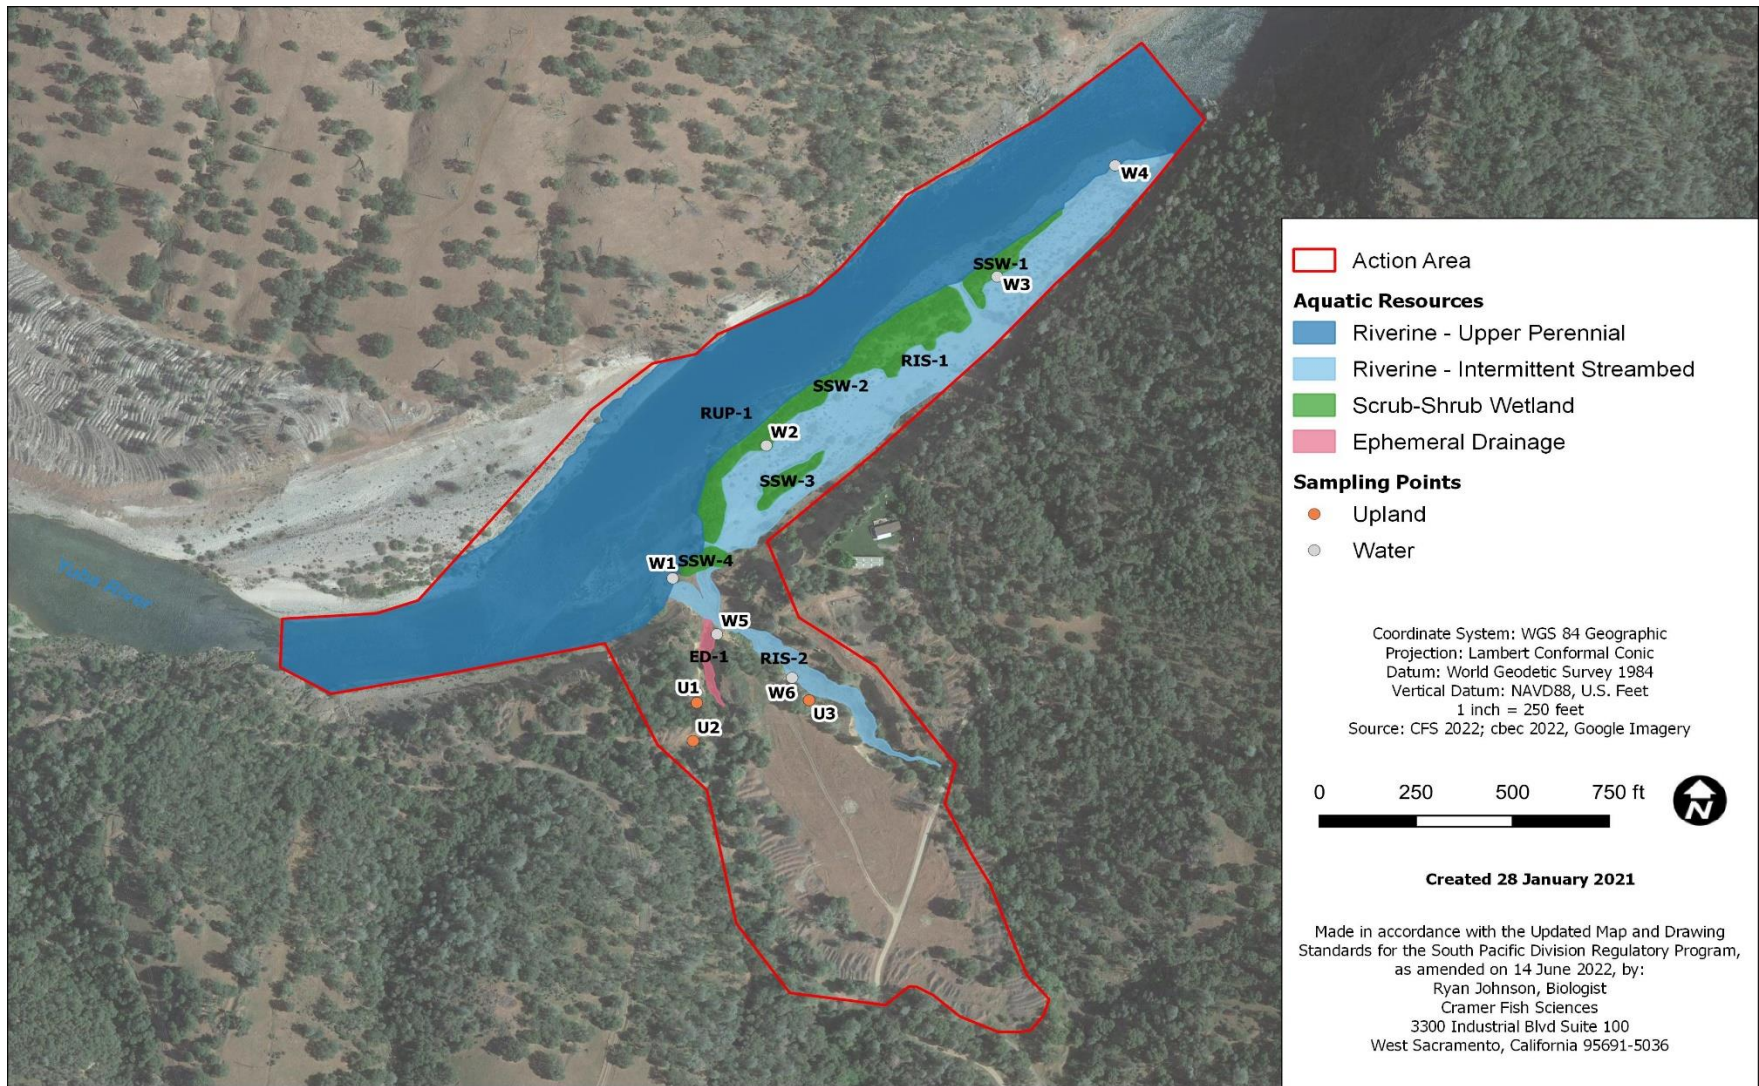 W4
SSW-1
W3
RIS-1
SSW-2
RUP-1
W2
SSW-3
W1
SSW-4
Yuba River
W5
ED-1
RIS-2
W6
U1
U3
U2
Action Area
Aquatic Resources
Riverine - Upper Perennial
Riverine - Intermittent Streambed
Scrub-Shrub Wetland
Ephemeral Drainage
Sampling Points
Upland
Water
Coordinate System: WGS 84 Geographic
Projection: Lambert Conformal Conic
Datum: World Geodetic Survey 1984
Vertical Datum: NAVD88, U.S. Feet
1 inch = 250 feet
Source: CFS 2022; cbec 2022, Google Imagery
0 250 500 750 ft
N
Created 28 January 2021
Made in accordance with the Updated Map and Drawing
Standards for the South Pacific Division Regulatory Program,
as amended on 14 June 2022, by:
Ryan Johnson, Biologist
Cramer Fish Sciences
3300 Industrial Blvd Suite 100
West Sacramento, California 95691-5036